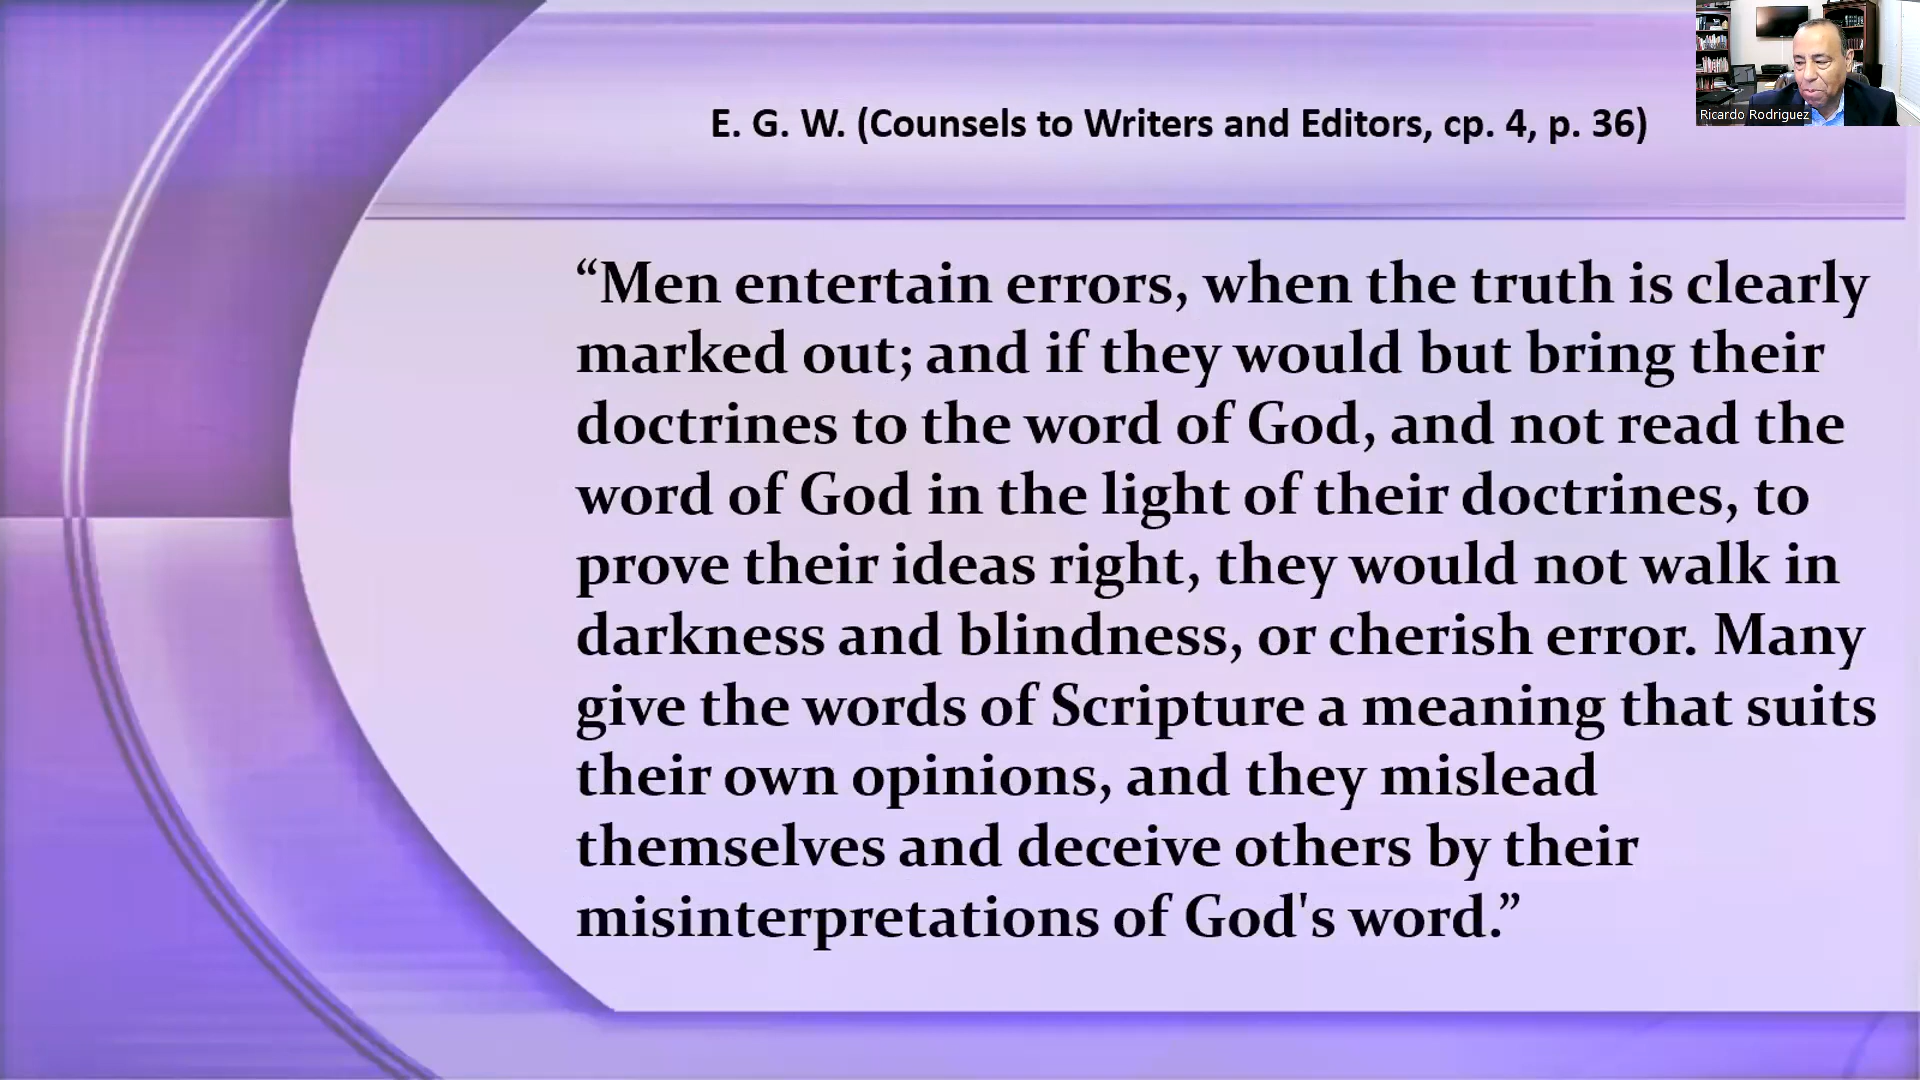 E. G. W. (Counsels to Writers and Editors, cp. 4, p. 36)
Ricardo Rodriguez
“Men entertain errors, when the truth is clearly
marked out; and if they would but bring their
doctrines to the word of God, and not read the
word of God in the light of their doctrines, to
prove their ideas right, they would not walk in
darkness and blindness, or cherish error. Many
give the words of Scripture a meaning that suits
their own opinions, and they mislead
themselves and deceive others by their
misinterpretations of God's word.”